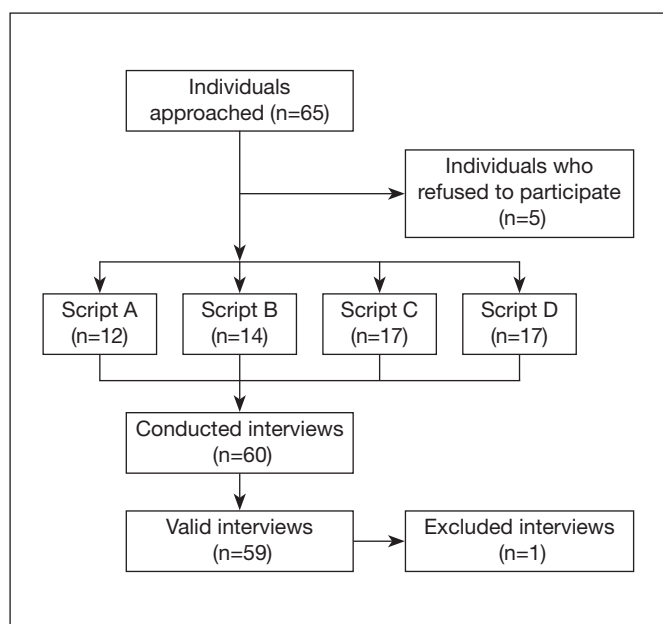 Individuals
approached (n=65)
Individuals who
refused to participate
(n=5)
Script A
(n=12)
Script B
(n=14)
Script C
(n=17)
Script D
(n=17)
Conducted interviews
(n=60)
Valid interviews
(n=59)
Excluded interviews
(n=1)